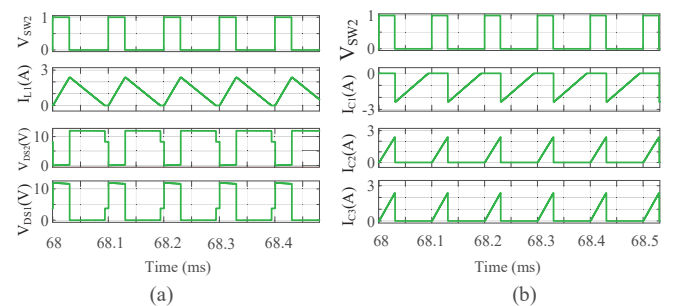 1
0
V_SW2
3
0
I_L1(A)
10
0
V_DS2(V)
10
0
V_DS1(V)
68 68.1 68.2 68.3 68.4
Time (ms)
(a)
1
0
V_SW2
0
-3
I_C1(A)
3
0
I_C2(A)
3
0
I_C3(A)
68 68.1 68.2 68.3 68.4 68.5
Time (ms)
(b)